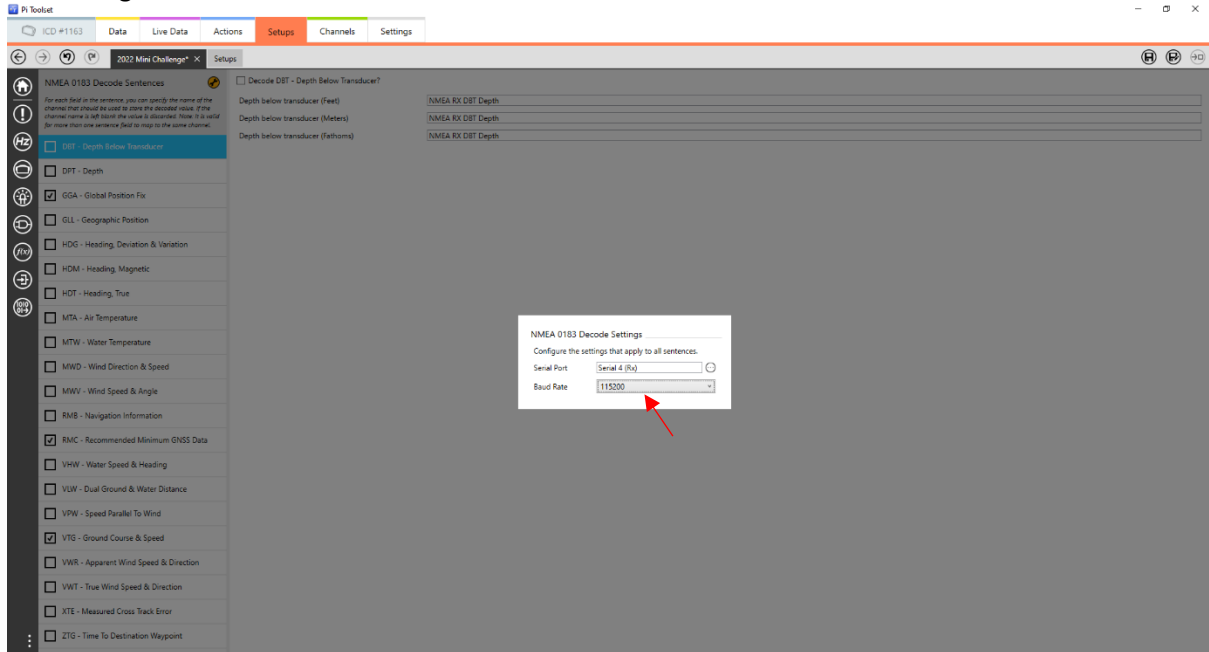 Pi Toolset
ICD #1163 Data Live Data Actions Setups Channels Settings
2022 Mini Challenge* × Setups
NMEA 0183 Decode Sentences
For each field in the sentence, you can specify the name of the
channel that should be used to store the decoded value. If the
channel name is left blank the value is discarded. Note: It is valid
for more than one sentence field to map to the same channel.
DBT - Depth Below Transducer
DPT - Depth
GGA - Global Position Fix
GLL - Geographic Position
HDG - Heading, Deviation & Variation
HDM - Heading, Magnetic
HDT - Heading, True
MTA - Air Temperature
MTW - Water Temperature
MWD - Wind Direction & Speed
MWV - Wind Speed & Angle
RMB - Navigation Information
RMC - Recommended Minimum GNSS Data
VHW - Water Speed & Heading
VLW - Dual Ground & Water Distance
VPW - Speed Parallel To Wind
VTG - Ground Course & Speed
VWR - Apparent Wind Speed & Direction
VWT - True Wind Speed & Direction
XTE - Measured Cross Track Error
ZTG - Time To Destination Waypoint
Hz
f(x)
Decode DBT - Depth Below Transducer?
Depth below transducer (Feet) NMEA RX DBT Depth
Depth below transducer (Meters) NMEA RX DBT Depth
Depth below transducer (Fathoms) NMEA RX DBT Depth
NMEA 0183 Decode Settings
Configure the settings that apply to all sentences.
Serial Port Serial 4 (Rx)
Baud Rate 115200